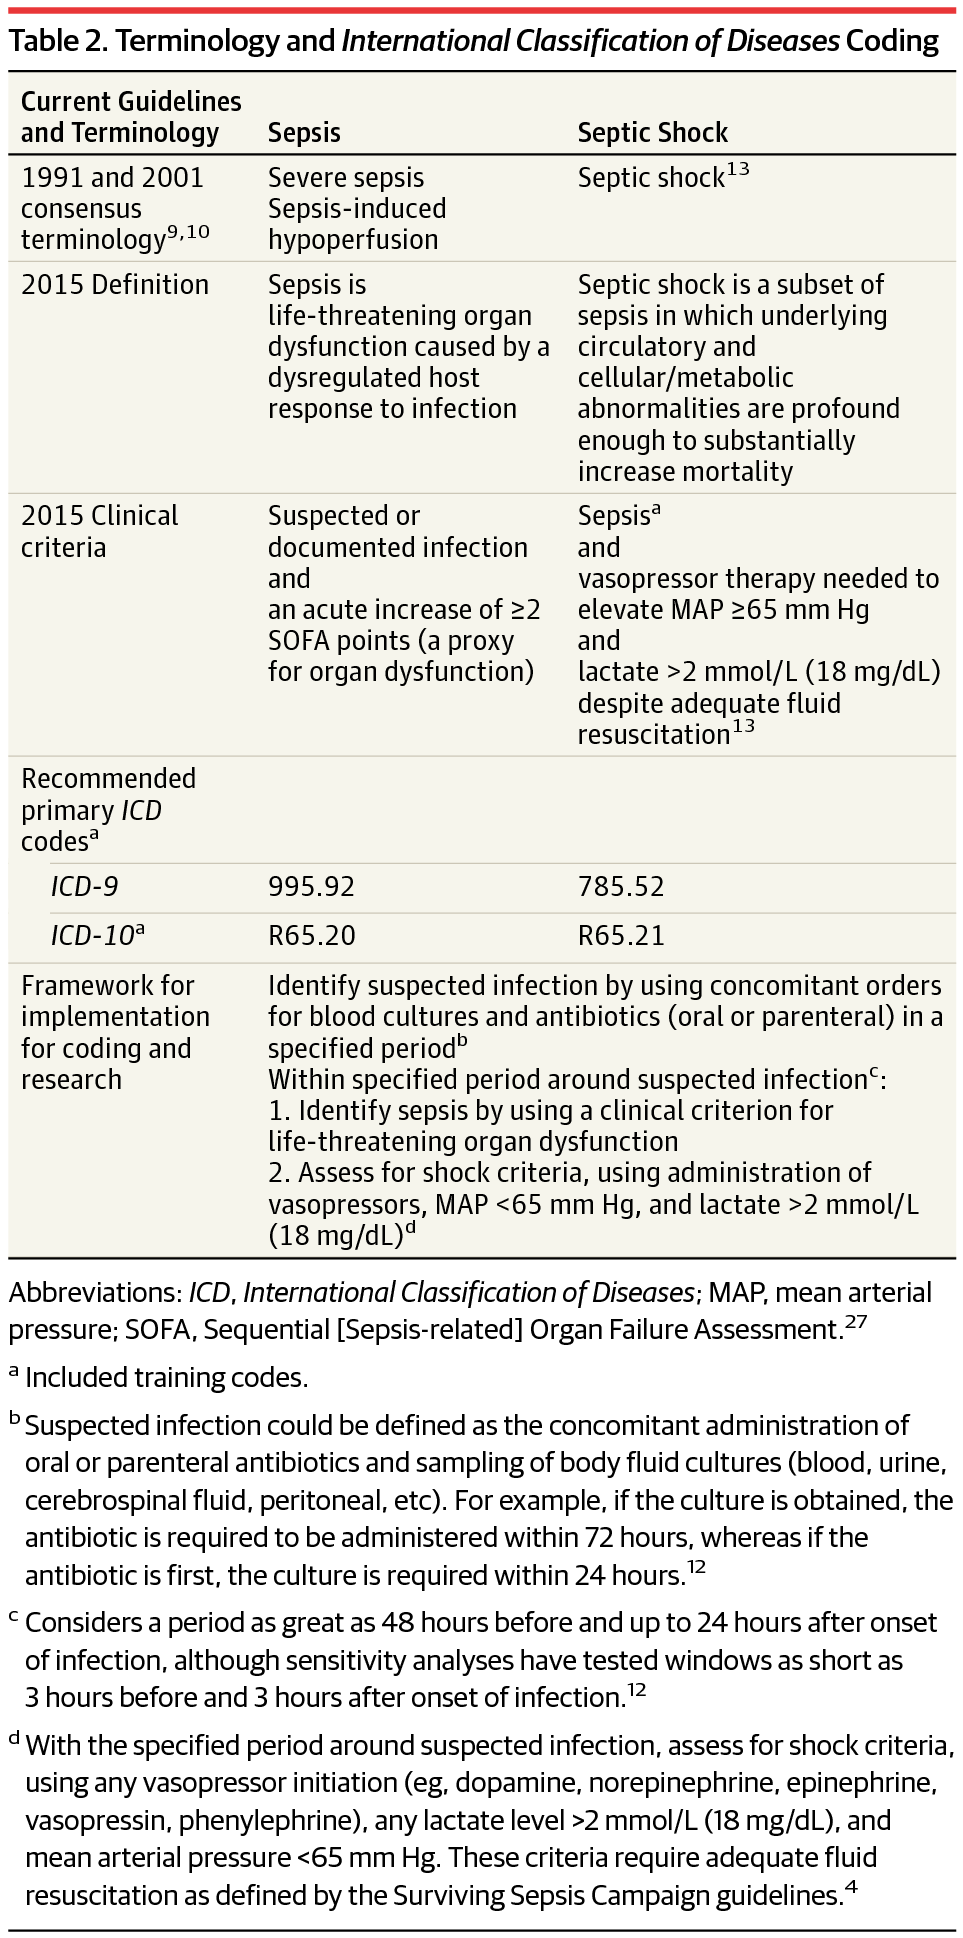 Table 2. Terminology and International Classification of Diseases Coding
Current Guidelines
and Terminology
Sepsis
Septic Shock
1991 and 2001
consensus
terminology9,10
Severe sepsis
Sepsis-induced
hypoperfusion
Septic shock13
2015 Definition
Sepsis is
life-threatening organ
dysfunction caused by a
dysregulated host
response to infection
Septic shock is a subset of
sepsis in which underlying
circulatory and
cellular/metabolic
abnormalities are profound
enough to substantially
increase mortality
2015 Clinical
criteria
Suspected or
documented infection
and
an acute increase of ≥2
SOFA points (a proxy
for organ dysfunction)
Sepsisa
and
vasopressor therapy needed to
elevate MAP ≥65 mm Hg
and
lactate >2 mmol/L (18 mg/dL)
despite adequate fluid
resuscitation13
Recommended
primary ICD
codesa
ICD-9
995.92
785.52
ICD-10a
R65.20
R65.21
Framework for
implementation
for coding and
research
Identify suspected infection by using concomitant orders
for blood cultures and antibiotics (oral or parenteral) in a
specified periodb
Within specified period around suspected infectionc:
1. Identify sepsis by using a clinical criterion for
life-threatening organ dysfunction
2. Assess for shock criteria, using administration of
vasopressors, MAP <65 mm Hg, and lactate >2 mmol/L
(18 mg/dL)d
Abbreviations: ICD, International Classification of Diseases; MAP, mean arterial
pressure; SOFA, Sequential [Sepsis-related] Organ Failure Assessment.27
a Included training codes.
b Suspected infection could be defined as the concomitant administration of
oral or parenteral antibiotics and sampling of body fluid cultures (blood, urine,
cerebrospinal fluid, peritoneal, etc). For example, if the culture is obtained, the
antibiotic is required to be administered within 72 hours, whereas if the
antibiotic is first, the culture is required within 24 hours.12
c Considers a period as great as 48 hours before and up to 24 hours after onset
of infection, although sensitivity analyses have tested windows as short as
3 hours before and 3 hours after onset of infection.12
d With the specified period around suspected infection, assess for shock criteria,
using any vasopressor initiation (eg, dopamine, norepinephrine, epinephrine,
vasopressin, phenylephrine), any lactate level >2 mmol/L (18 mg/dL), and
mean arterial pressure <65 mm Hg. These criteria require adequate fluid
resuscitation as defined by the Surviving Sepsis Campaign guidelines.4